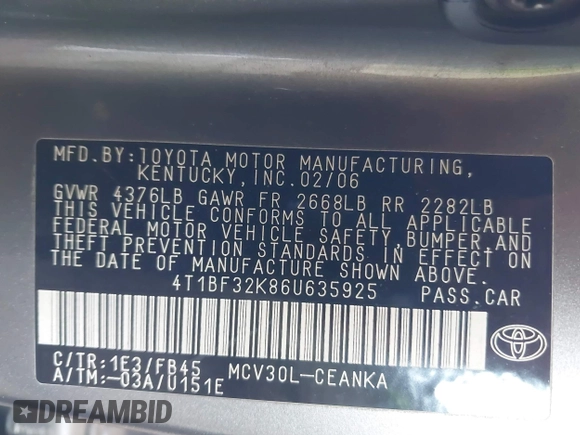 MFD.BY:TOYOTA MOTOR MANUFACTURING,
KENTUCKY, INC.02/06
GVWR 4376LB GAWR FR 2668LB RR 2282LB
THIS VEHICLE CONFORMS TO ALL APPLICABLE
FEDERAL MOTOR VEHICLE SAFETY,BUMPER,AND
THEFT PREVENTION STANDARDS IN EFFECT ON
THE DATE OF MANUFACTURE SHOWN ABOVE.
4T1BF32K86U635925 PASS.CAR
C/TR:1E3/FB45 MCV30L-CEANKA
A/TM:-03A/U151E
TOYOTA
DREAMBID